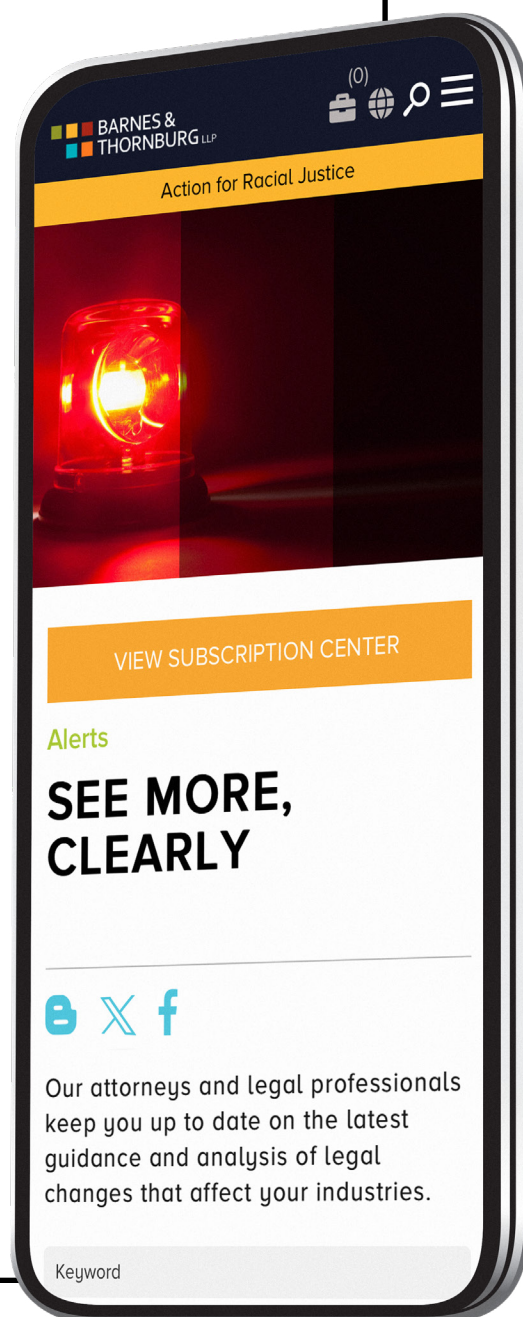 (0)
BARNES &
THORNBURG LLP
Action for Racial Justice
VIEW SUBSCRIPTION CENTER
Alerts
SEE MORE,
CLEARLY
Our attorneys and legal professionals
keep you up to date on the latest
guidance and analysis of legal
changes that affect your industries.
Keyword